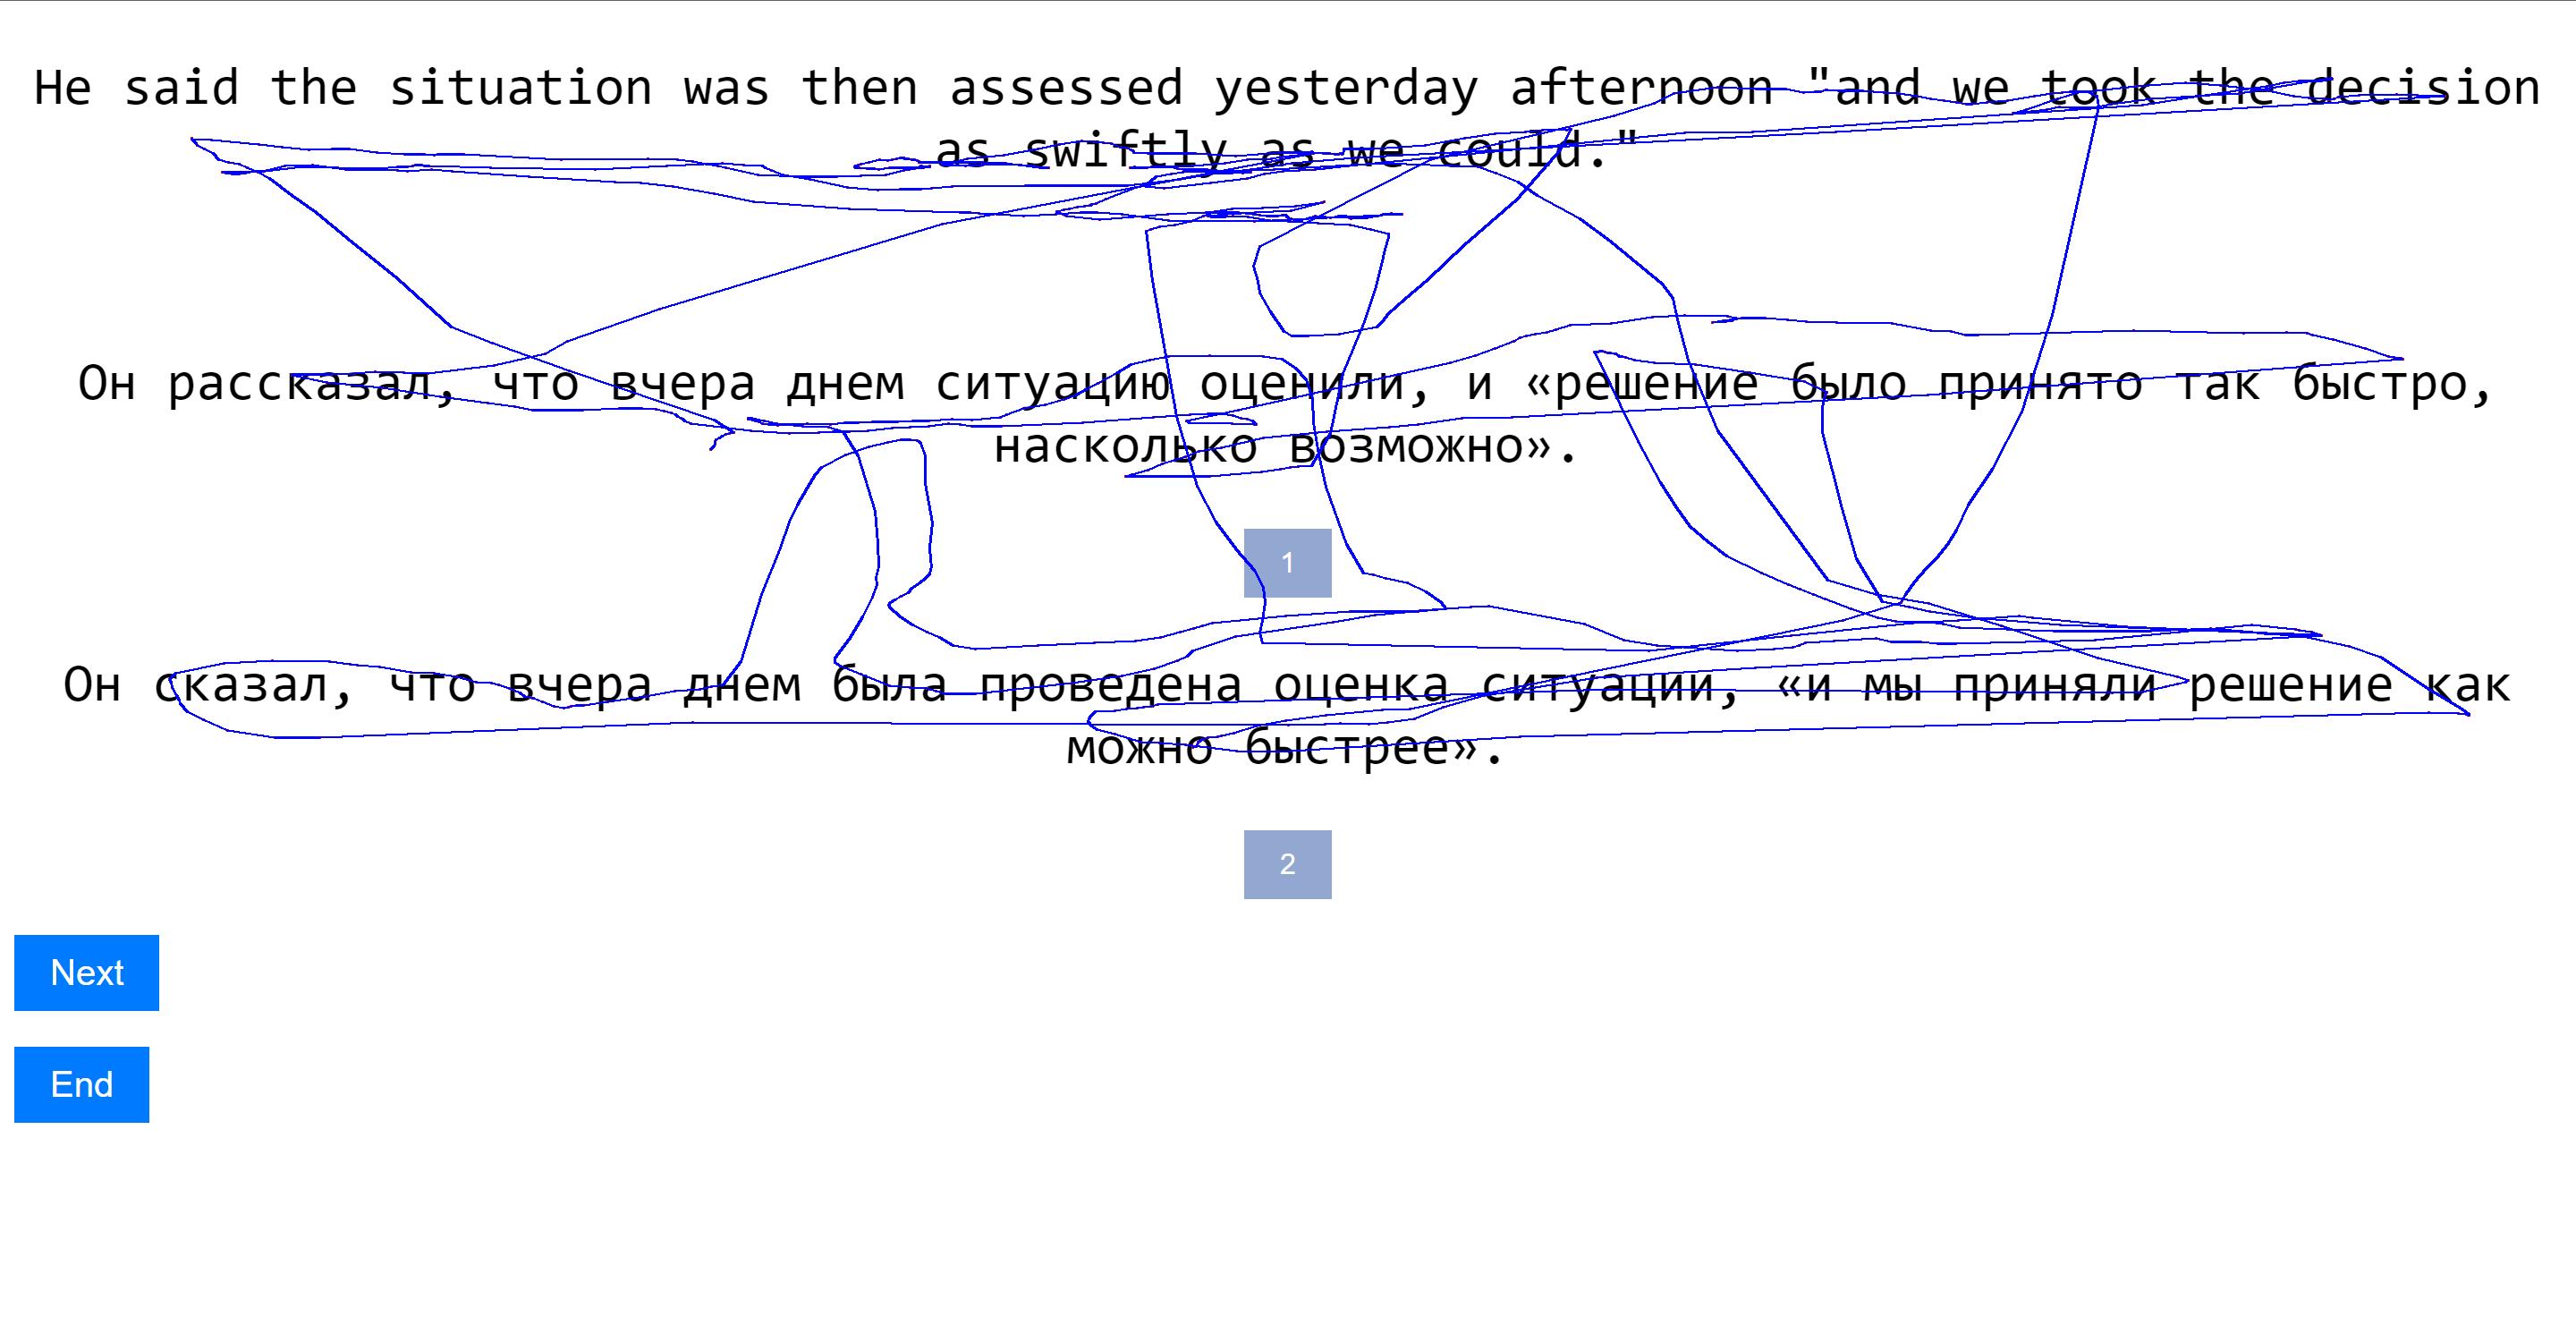 He said the situation was then assessed yesterday afternoon "and we took the decision
as swiftly as we could."
Он рассказал, что вчера днем ситуацию оценили, и «решение было принято так быстро,
насколько возможно».
1
Он сказал, что вчера днем была проведена оценка ситуации, «и мы приняли решение как
можно быстрее».
2
Next
End